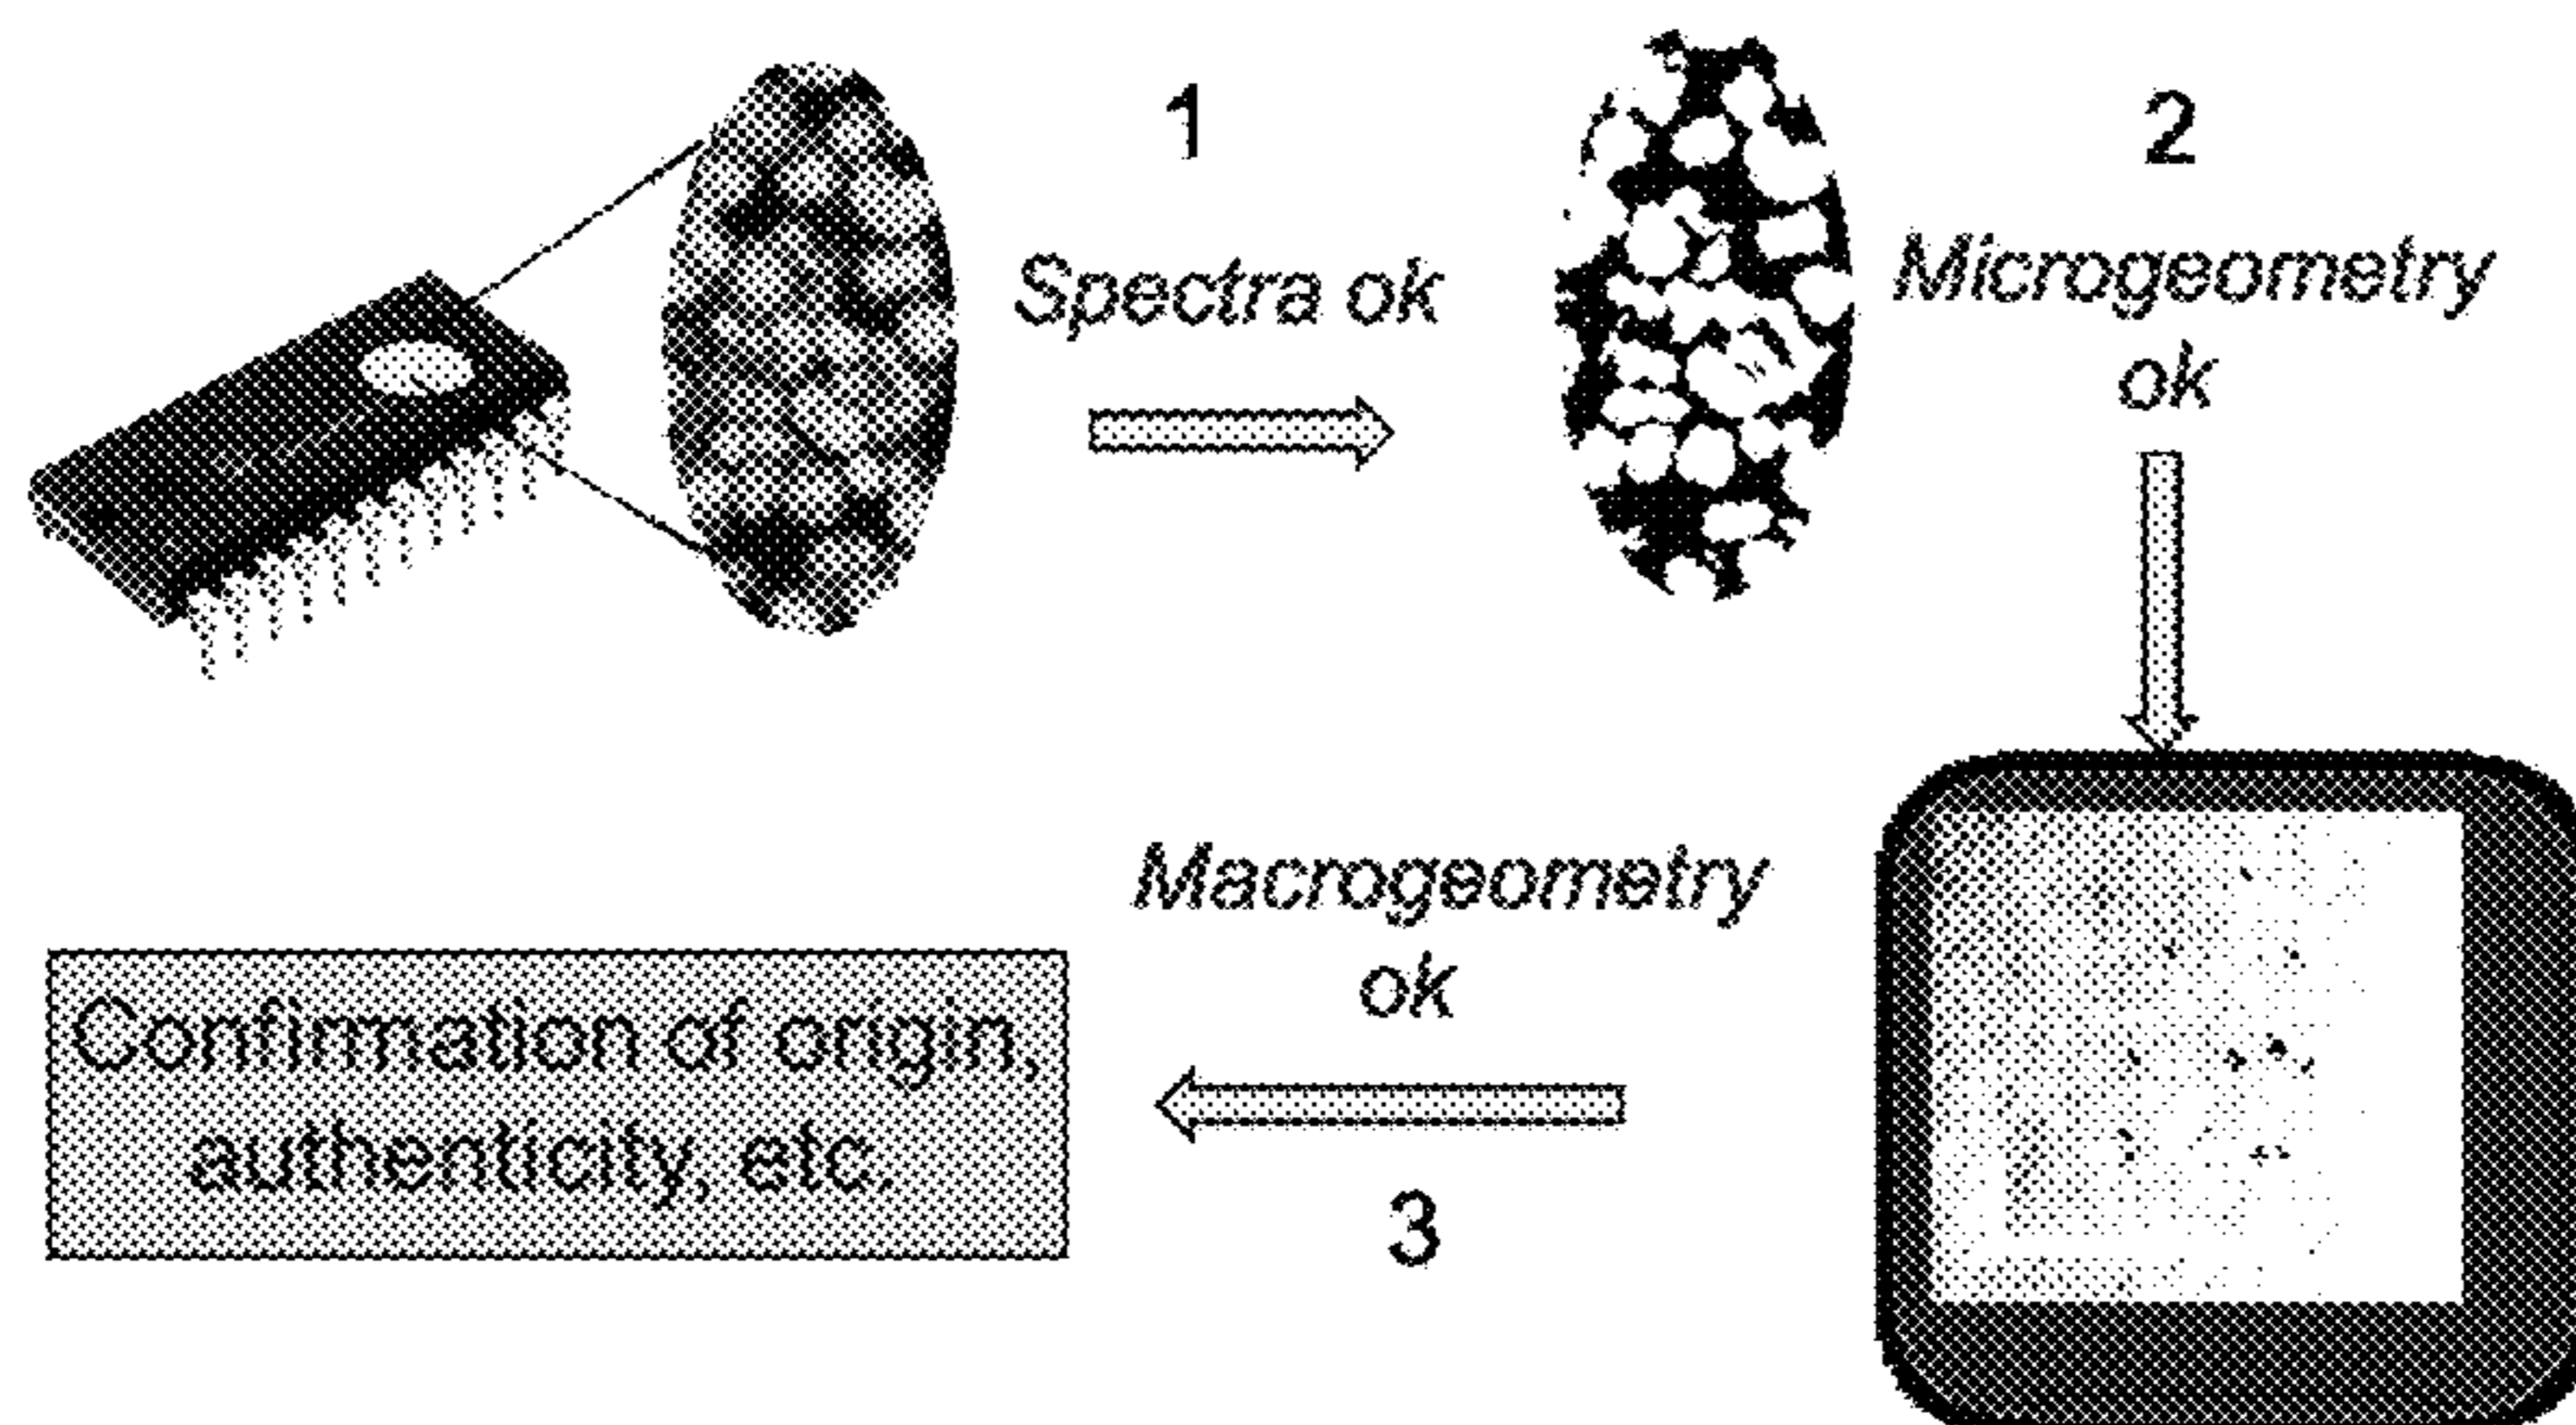 1
Spectra ok
2
Microgeometry
ok
Macrogeometry
ok
3
Confirmation of origin,
authenticity, etc.